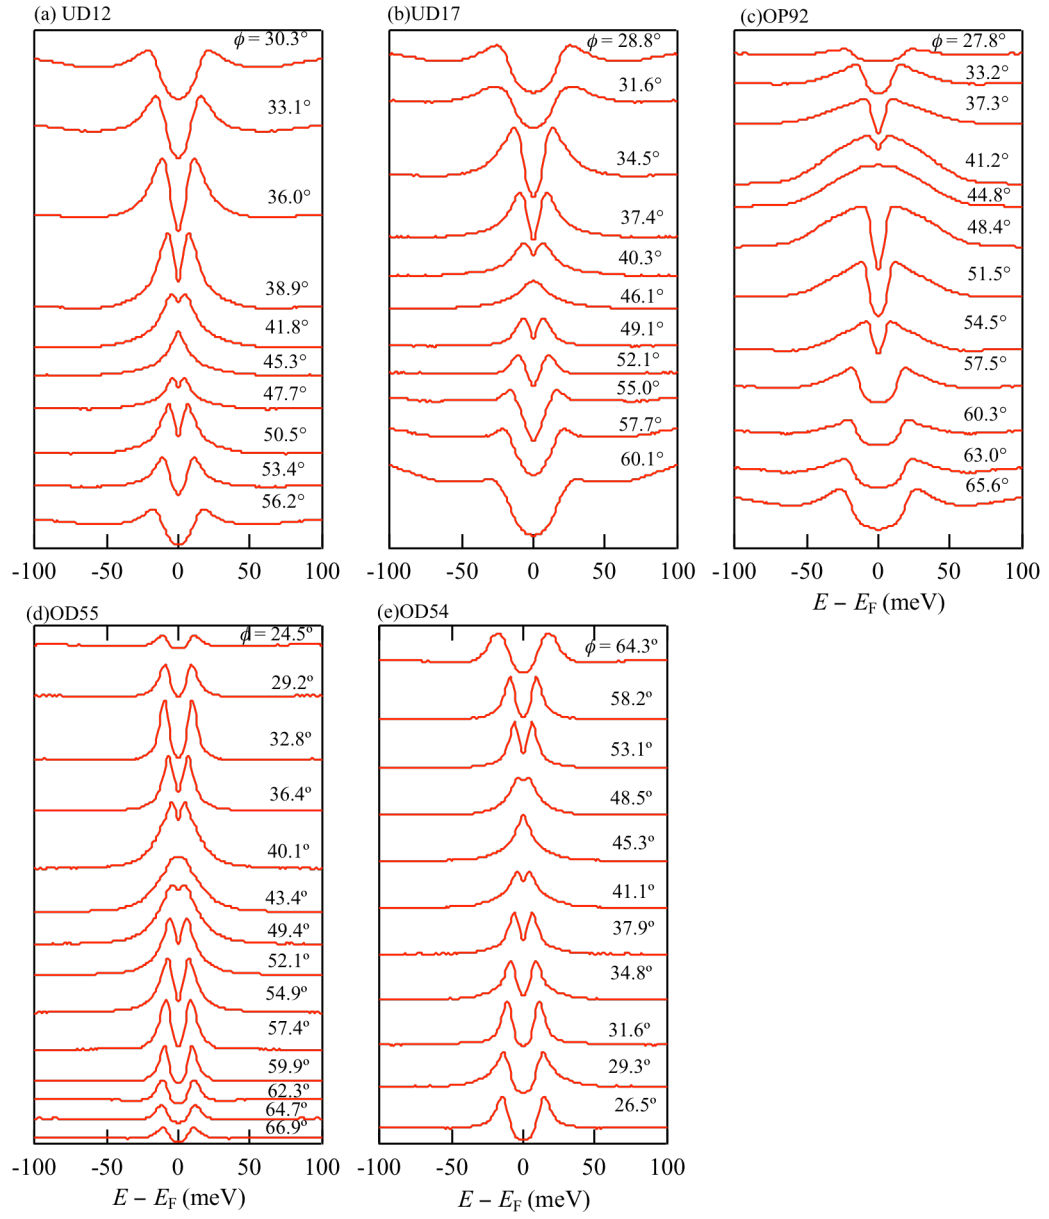 (a) UD12
ϕ = 30.3°
33.1°
36.0°
38.9°
41.8°
45.3°
47.7°
50.5°
53.4°
56.2°
-100 -50 0 50 100
(b)UD17
28.8°
31.6°
34.5°
37.4°
40.3°
46.1°
49.1°
52.1°
55.0°
57.7°
60.1°
-100 -50 0 50 100
(c)OP92
ϕ = 27.8°
33.2°
37.3°
41.2°
44.8°
48.4°
51.5°
54.5°
57.5°
60.3°
63.0°
65.6°
-100 -50 0 50 100
E − EF (meV)
(d)OD55
ϕ = 24.5º
29.2º
32.8º
36.4º
40.1º
43.4º
49.4º
52.1º
54.9º
57.4º
59.9º
62.3º
64.7º
66.9º
-100 -50 0 50 100
E − EF (meV)
(e)OD54
ϕ = 64.3º
58.2º
53.1º
48.5º
45.3º
41.1º
37.9º
34.8º
31.6º
29.3º
26.5º
-100 -50 0 50 100
E − EF (meV)